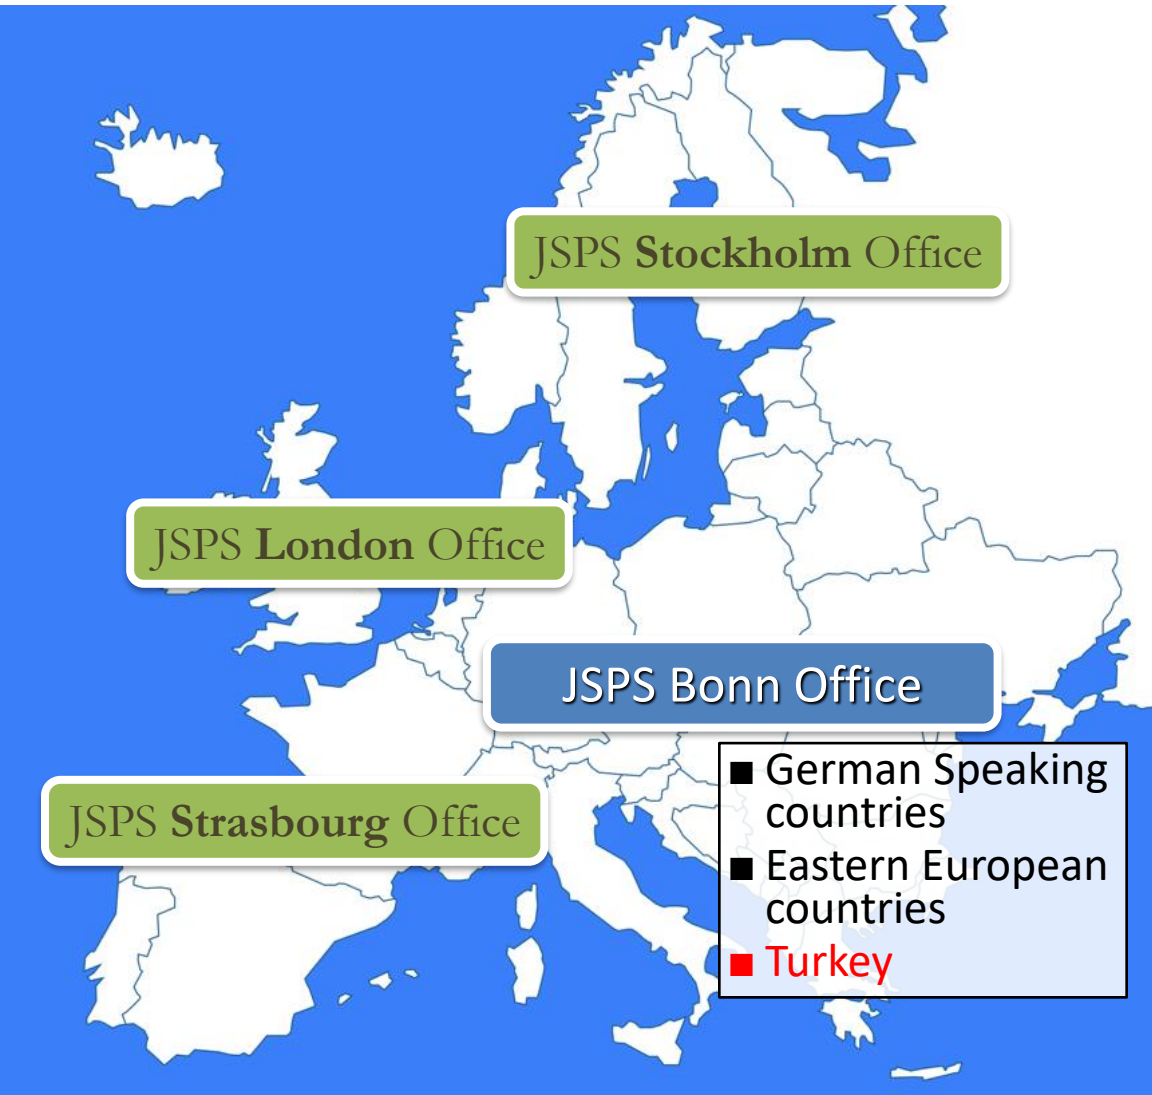 JSPS Stockholm Office
JSPS London Office
JSPS Bonn Office
■ German Speaking
countries
■ Eastern European
countries
■ Turkey
JSPS Strasbourg Office